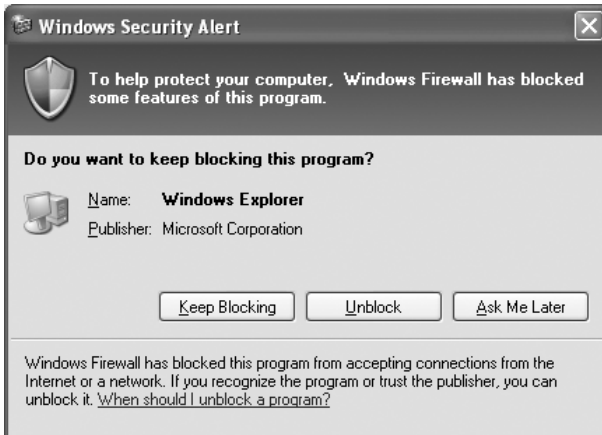 Windows Security Alert
To help protect your computer, Windows Firewall has blocked
some features of this program.
Do you want to keep blocking this program?
Name: Windows Explorer
Publisher: Microsoft Corporation
Keep Blocking Unblock Ask Me Later
Windows Firewall has blocked this program from accepting connections from the
Internet or a network. If you recognize the program or trust the publisher, you can
unblock it. When should I unblock a program?